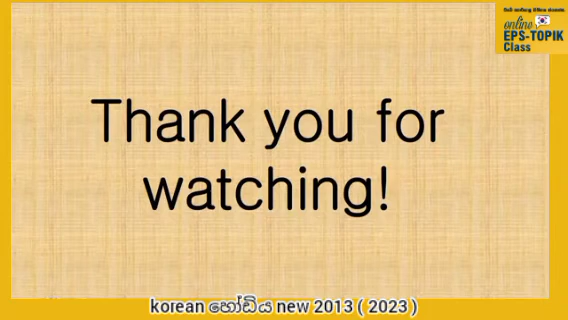 online
EPS-TOPIK
Class
Thank you for
watching!
korean හෝඩිය new 2013 ( 2023 )